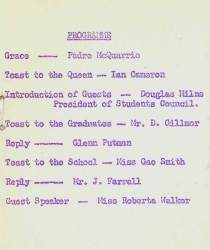 PROGRAMME
Grace —— Padre McQuarrie
Toast to the Queen — Ian Cameron
Introduction of Guests — Douglas Milms
President of Students Council.
Toast to the Graduates — Mr. D. Gillmor
Reply —— Glenn Putman
Toast to the School — Miss Gae Smith
Reply —— Mr. J. Farrell
Guest Speaker — Miss Roberta Walker